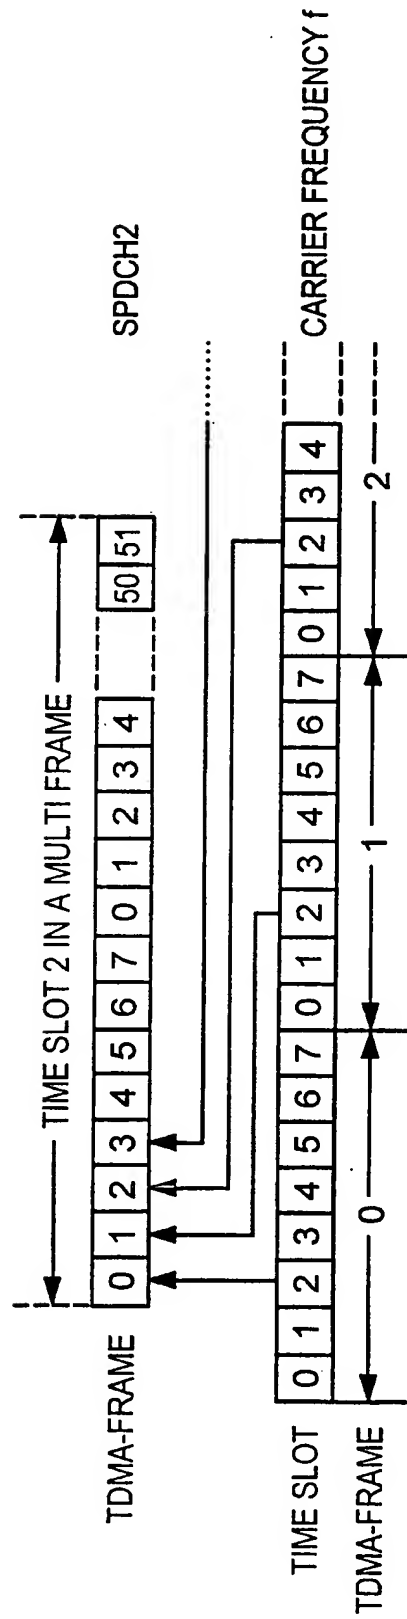 TIME SLOT 2 IN A MULTI FRAME
TDMA-FRAME 0 1 2 3 4 5 6 7 0 1 2 3 4 50 51 SPDCH2
TIME SLOT 0 1 2 3 4 5 6 7 0 1 2 3 4 5 6 7 0 1 2 3 4 CARRIER FREQUENCY f
TDMA-FRAME 0 1 2